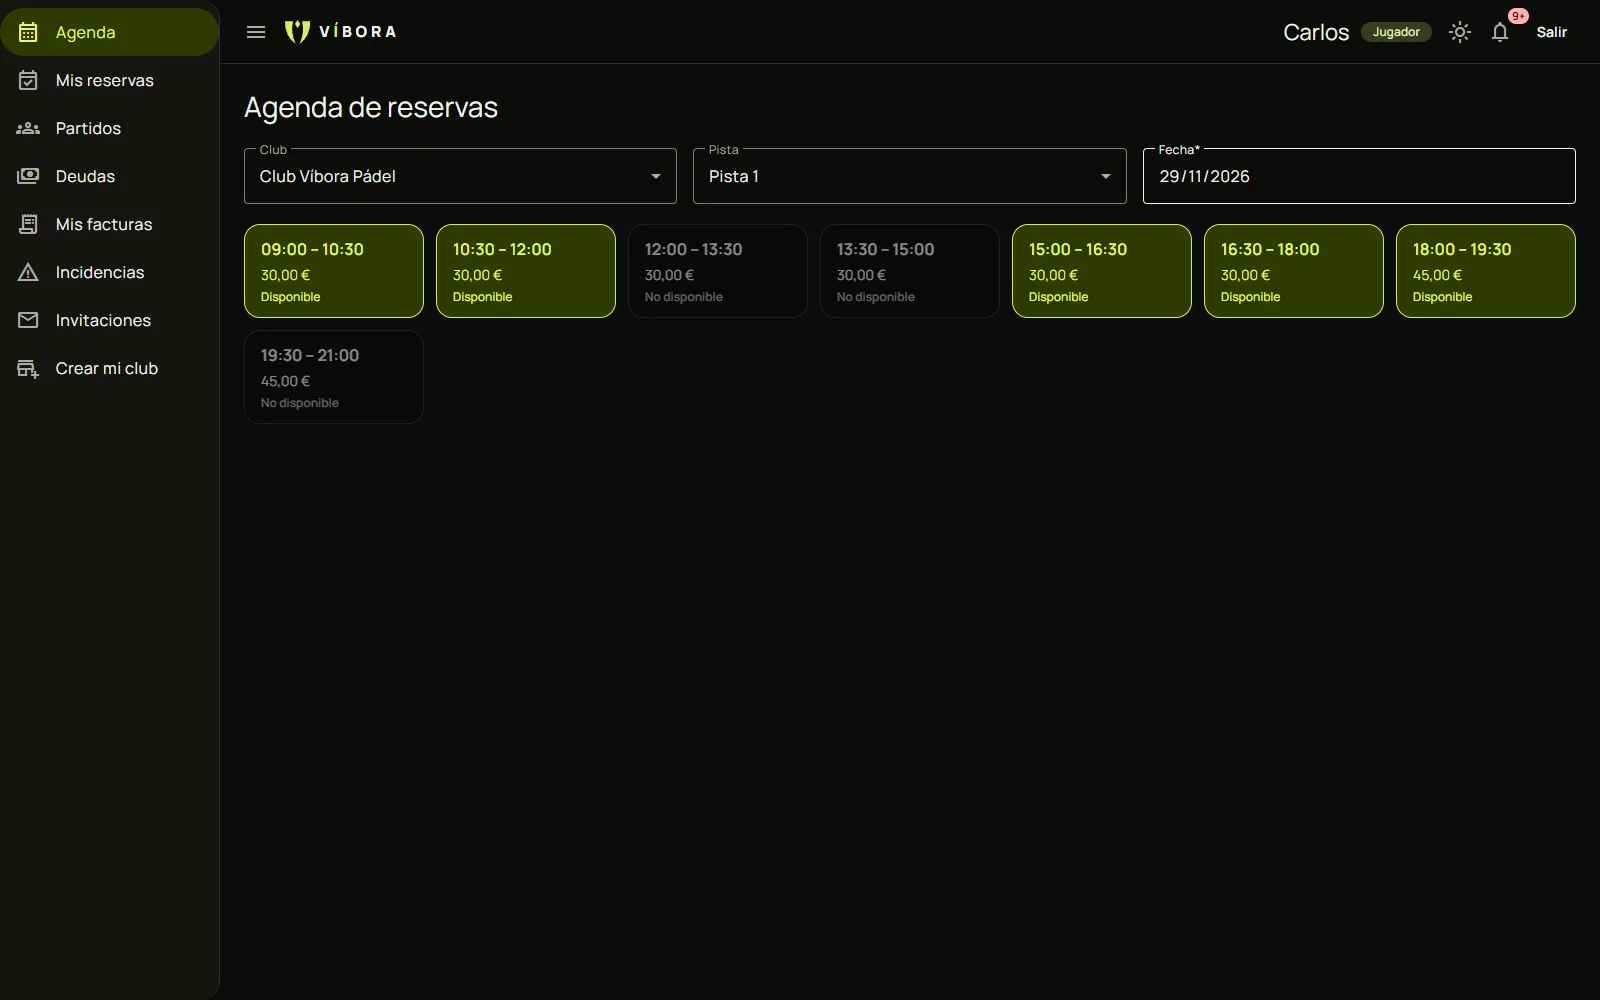 Agenda
Mis reservas
Partidos
Deudas
Mis facturas
Incidencias
Invitaciones
Crear mi club
VÍBORA
Carlos
Jugador
9+
Salir
Agenda de reservas
Club
Club Víbora Pádel
Pista
Pista 1
Fecha*
29/11/2026
09:00 – 10:30
30,00 €
Disponible
10:30 – 12:00
30,00 €
Disponible
12:00 – 13:30
30,00 €
No disponible
13:30 – 15:00
30,00 €
No disponible
15:00 – 16:30
30,00 €
Disponible
16:30 – 18:00
30,00 €
Disponible
18:00 – 19:30
45,00 €
Disponible
19:30 – 21:00
45,00 €
No disponible